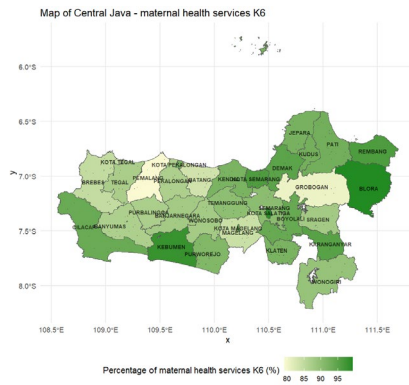 Map of Central Java - maternal health services K6
6.0°S
6.5°S
7.0°S
7.5°S
8.0°S
y
JEPARA
KUDUS
PATI
REMBANG
DEMAK
KOTA TEGAL
KOTA PEKALONGAN
BREBES
TEGAL
PEMALANG
PEKALONGAN
BATANG
KENDAL
KOTA SEMARANG
GROBOGAN
BLORA
TEMANGGUNG
SEMARANG
KOTA SALATIGA
BOYOLALI
SRAGEN
PURBALINGGA
BANJARNEGARA
WONOSOBO
CILACAP
BANYUMAS
KOTA MAGELANG
MAGELANG
KEBUMEN
PURWOREJO
KLATEN
KARANGANYAR
WONOGIRI
108.5°E 109.0°E 109.5°E 110.0°E 110.5°E 111.0°E 111.5°E
x
Percentage of maternal health services K6 (%)
80 85 90 95